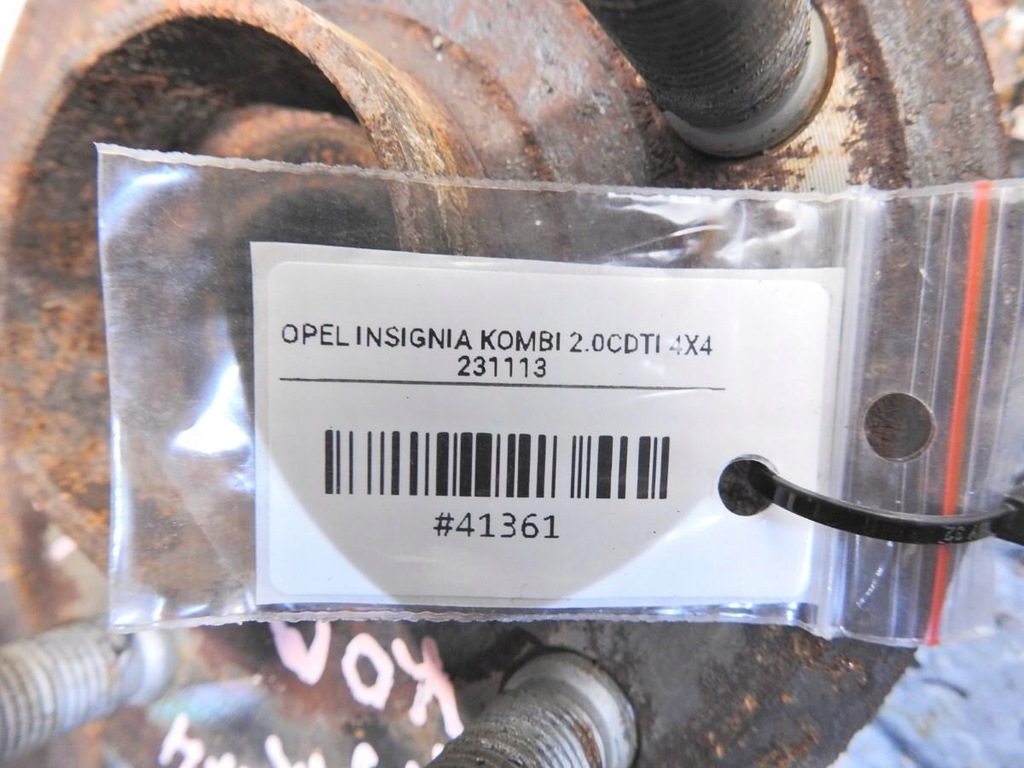 OPEL INSIGNIA KOMBI 2.0CDTI 4X4
231113
#41361